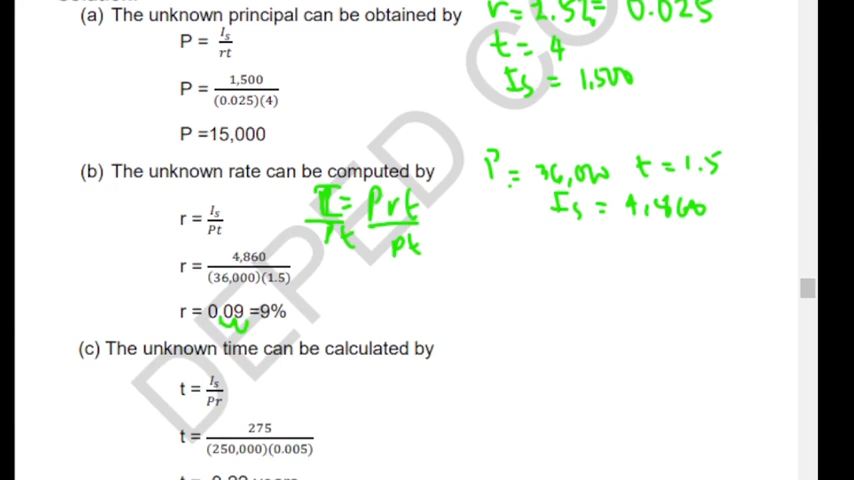 (a) The unknown principal can be obtained by
r = 2.5% = 0.025
P = Is/rt
t = 4
P = 1,500/(0.025)(4)
Is = 1,500
P =15,000
(b) The unknown rate can be computed by
P = 36,000 t = 1.5
Is = 4,860
r = Is/Pt
I = Prt
Pt pt
r = 4,860/(36,000)(1.5)
r = 0.09 =9%
(c) The unknown time can be calculated by
t = Is/Pr
t = 275/(250,000)(0.005)
DEPED CO